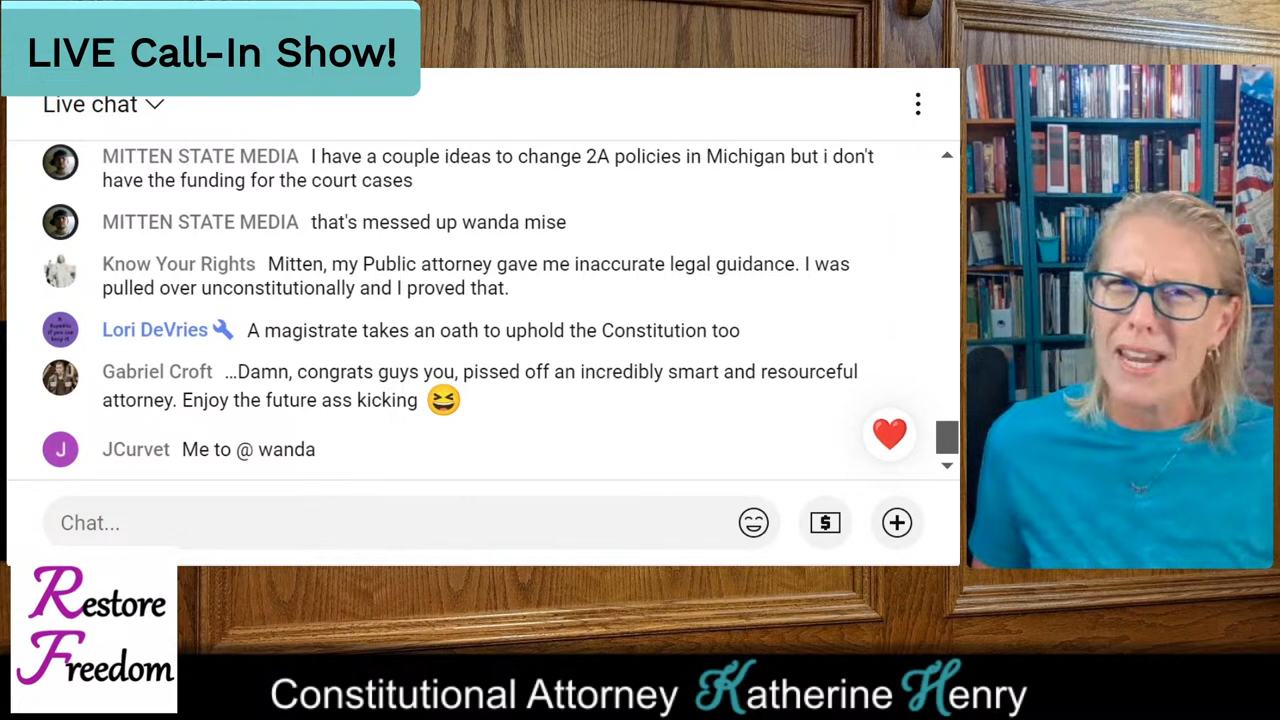 LIVE Call-In Show!
Live chat
MITTEN STATE MEDIA I have a couple ideas to change 2A policies in Michigan but i don't
have the funding for the court cases
MITTEN STATE MEDIA that's messed up wanda mise
Know Your Rights Mitten, my Public attorney gave me inaccurate legal guidance. I was
pulled over unconstitutionally and I proved that.
Lori DeVries A magistrate takes an oath to uphold the Constitution too
Gabriel Croft ...Damn, congrats guys you, pissed off an incredibly smart and resourceful
attorney. Enjoy the future ass kicking 😆
J JCurvet Me to @ wanda
Chat...
$
Restore
Freedom
Constitutional Attorney Katherine Henry